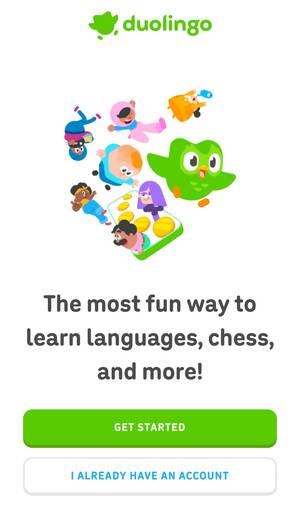 duolingo
The most fun way to
learn languages, chess,
and more!
GET STARTED
I ALREADY HAVE AN ACCOUNT